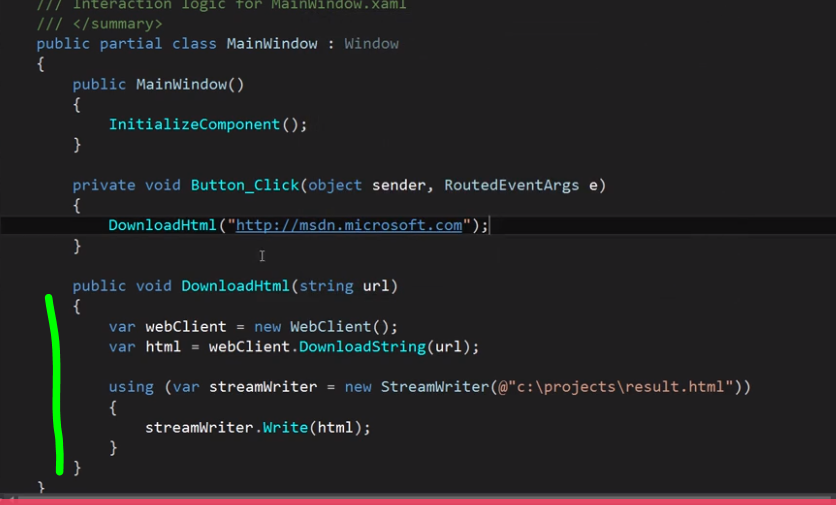 /// Interaction logic for MainWindow.xaml
/// </summary>
public partial class MainWindow : Window
{
public MainWindow()
{
InitializeComponent();
}
private void Button_Click(object sender, RoutedEventArgs e)
{
DownloadHtml("http://msdn.microsoft.com");
}
public void DownloadHtml(string url)
{
var webClient = new WebClient();
var html = webClient.DownloadString(url);
using (var streamWriter = new StreamWriter(@"c:\projects\result.html"))
{
streamWriter.Write(html);
}
}
}